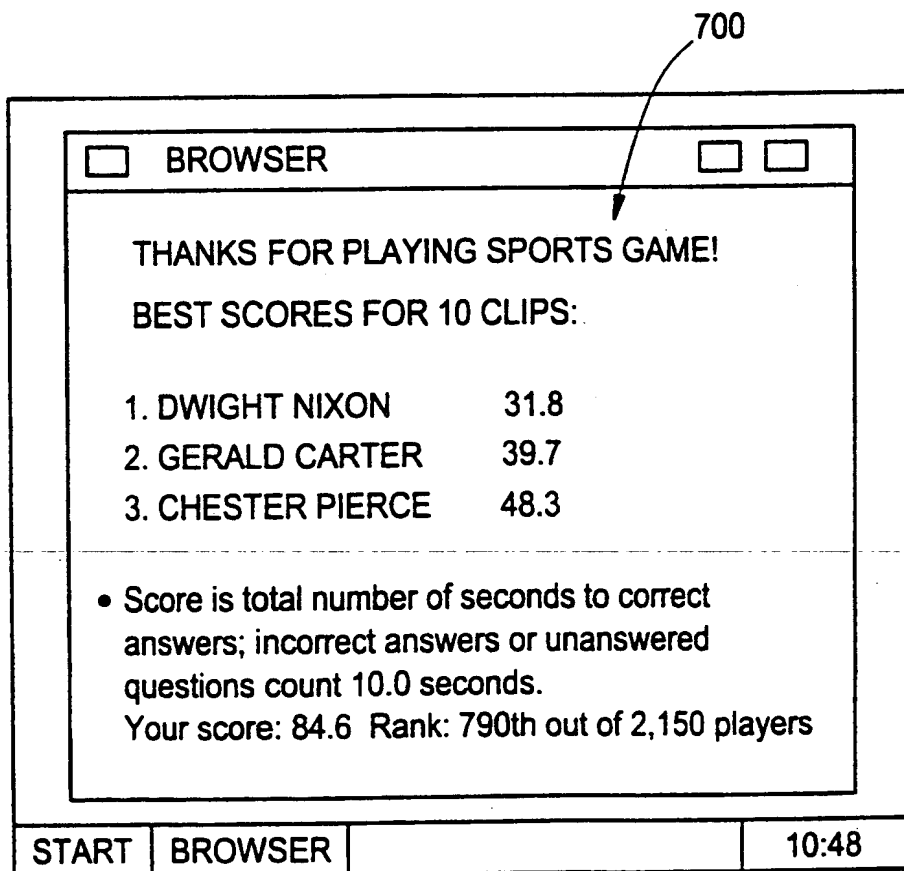 700
BROWSER
THANKS FOR PLAYING SPORTS GAME!
BEST SCORES FOR 10 CLIPS:
1. DWIGHT NIXON 31.8
2. GERALD CARTER 39.7
3. CHESTER PIERCE 48.3
• Score is total number of seconds to correct
answers; incorrect answers or unanswered
questions count 10.0 seconds.
Your score: 84.6 Rank: 790th out of 2,150 players
START BROWSER 10:48